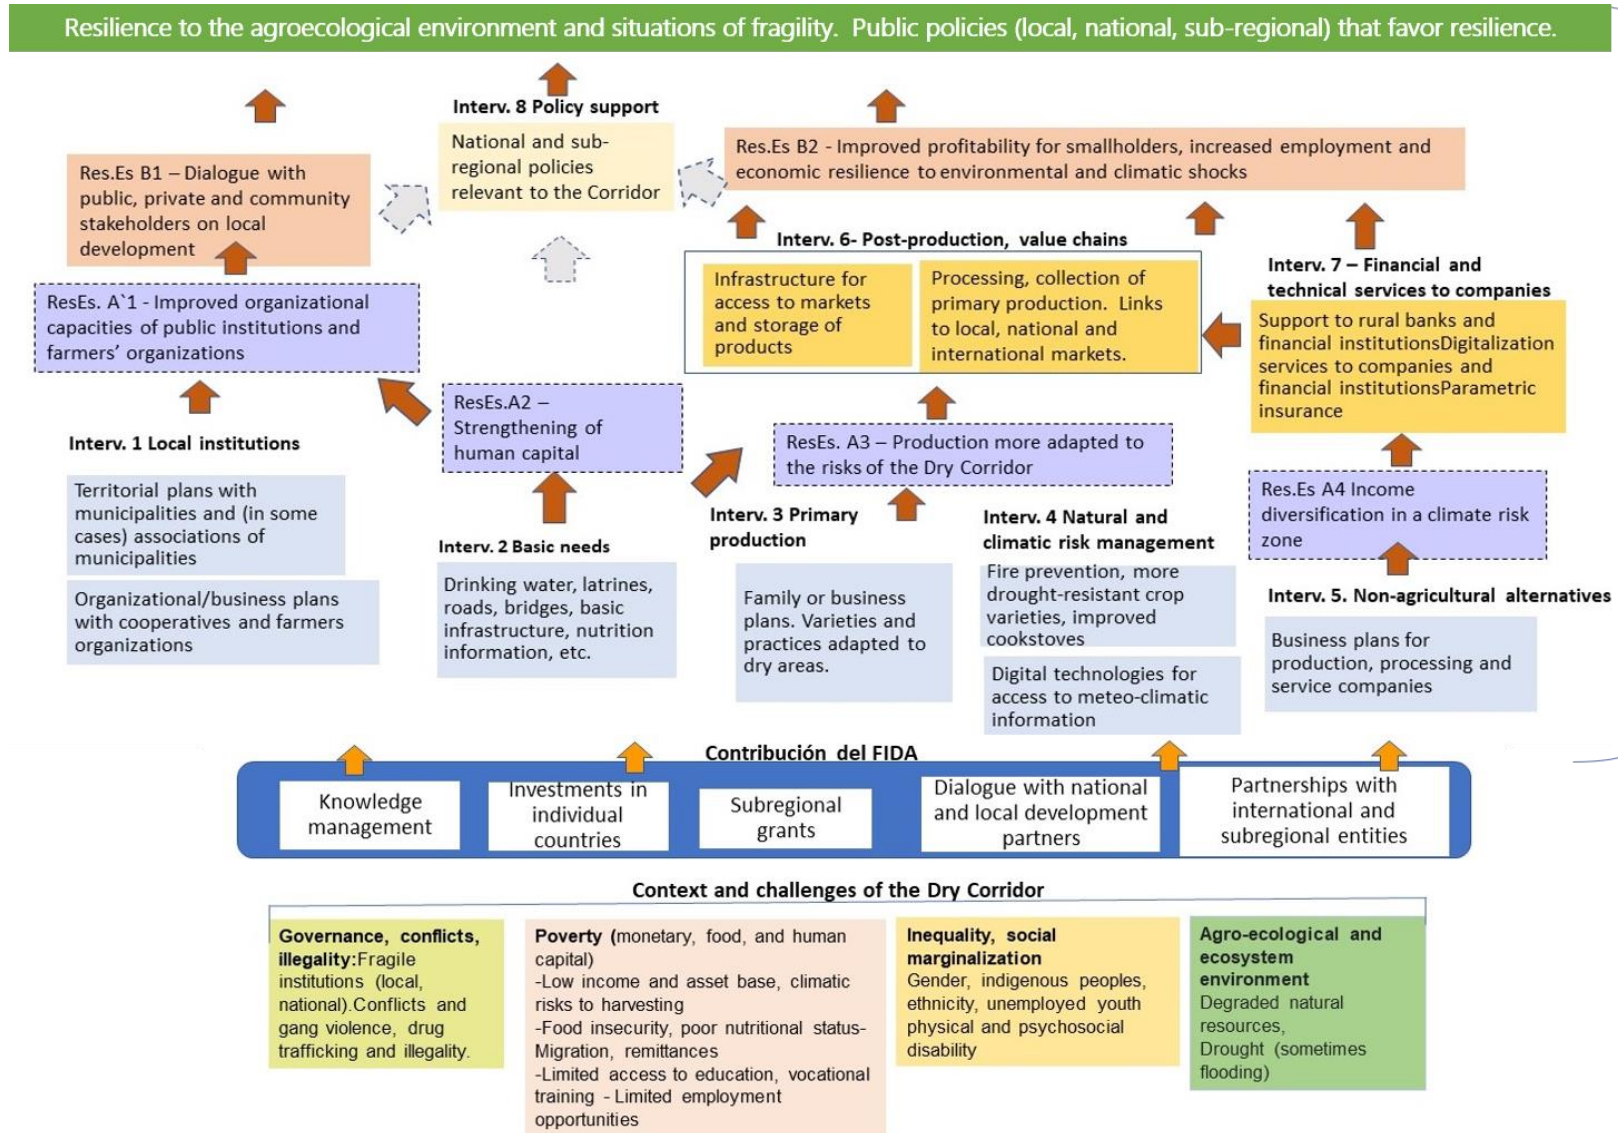 Resilience to the agroecological environment and situations of fragility.  Public policies (local, national, sub-regional) that favor resilience.
Interv. 8 Policy support
National and sub-
regional policies
relevant to the Corridor
Res.Es B1 – Dialogue with
public, private and community
stakeholders on local
development
Res.Es B2 - Improved profitability for smallholders, increased employment and
economic resilience to environmental and climatic shocks
ResEs. A`1 - Improved organizational
capacities of public institutions and
farmers’ organizations
Interv. 6- Post-production, value chains
Infrastructure for
access to markets
and storage of
products
Processing, collection of
primary production.  Links
to local, national and
international markets.
Interv. 7 – Financial and
technical services to companies
Support to rural banks and
financial institutionsDigitalization
services to companies and
financial institutionsParametric
insurance
ResEs.A2 –
Strengthening of
human capital
ResEs. A3 – Production more adapted to
the risks of the Dry Corridor
Res.Es A4 Income
diversification in a climate risk
zone
Interv. 1 Local institutions
Territorial plans with
municipalities and (in some
cases) associations of
municipalities
Organizational/business plans
with cooperatives and farmers
organizations
Interv. 2 Basic needs
Drinking water, latrines,
roads, bridges, basic
infrastructure, nutrition
information, etc.
Interv. 3 Primary
production
Family or business
plans. Varieties and
practices adapted to
dry areas.
Interv. 4 Natural and
climatic risk management
Fire prevention, more
drought-resistant crop
varieties, improved
cookstoves
Digital technologies for
access to meteo-climatic
information
Interv. 5. Non-agricultural alternatives
Business plans for
production, processing and
service companies
Contribución del FIDA
Knowledge
management
Investments in
individual
countries
Subregional
grants
Dialogue with national
and local development
partners
Partnerships with
international and
subregional entities
Context and challenges of the Dry Corridor
Governance, conflicts,
illegality:Fragile
institutions (local,
national).Conflicts and
gang violence, drug
trafficking and illegality.
Poverty (monetary, food, and human
capital)
-Low income and asset base, climatic
risks to harvesting
-Food insecurity, poor nutritional status-
Migration, remittances
-Limited access to education, vocational
training - Limited employment
opportunities
Inequality, social
marginalization
Gender, indigenous peoples,
ethnicity, unemployed youth
physical and psychosocial
disability
Agro-ecological and
ecosystem
environment
Degraded natural
resources,
Drought (sometimes
flooding)